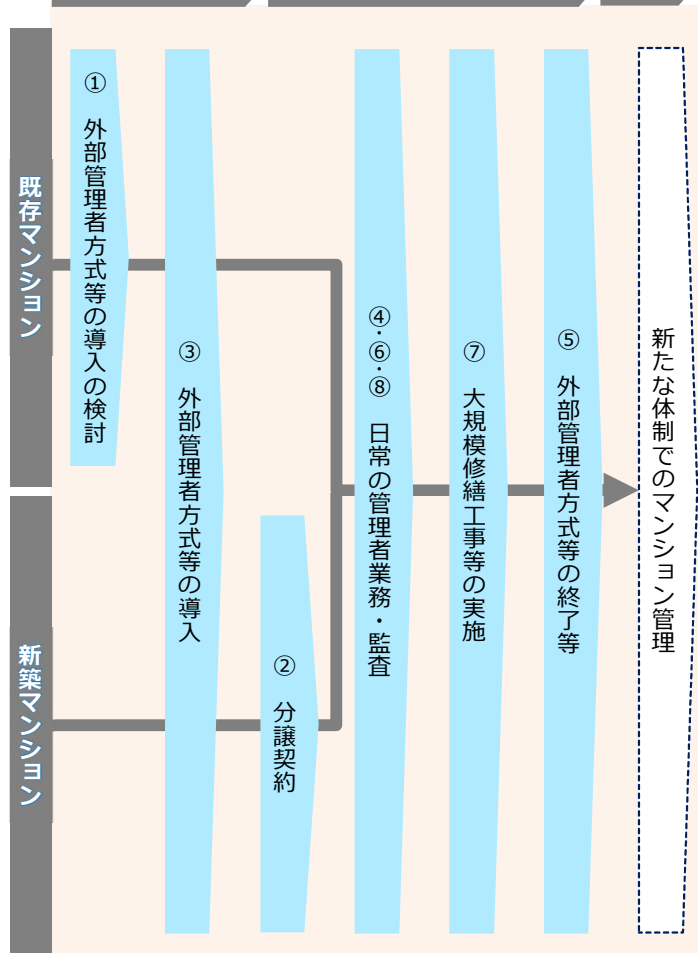 既存マンション
新築マンション
① 外部管理者方式等の導入の検討
③ 外部管理者方式等の導入
② 分譲契約
④・⑥・⑧ 日常の管理者業務・監査
⑦ 大規模修繕工事等の実施
⑤ 外部管理者方式等の終了等
新たな体制でのマンション管理